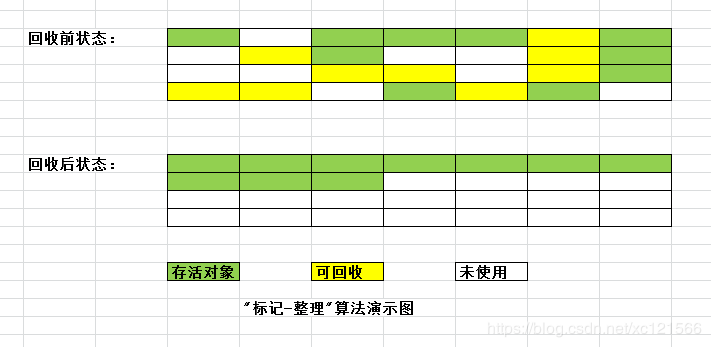 回收前状态：
回收后状态：
存活对象 可回收 未使用
"标记-整理"算法演示图
https://blog.csdn.net/xc121566